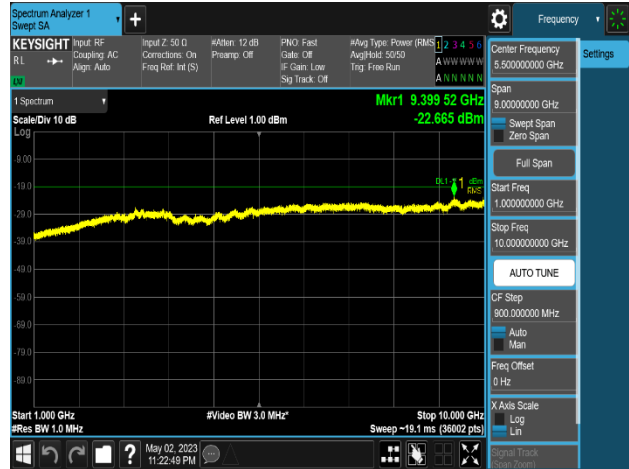 Spectrum Analyzer 1
Swept SA
Frequency
KEYSIGHT
RL
LW
Input: RF
Coupling: AC
Align: Auto
Input Z: 50 Ω
Corrections: On
Freq Ref: Int (S)
#Atten: 12 dB
Preamp: Off
PNO: Fast
Gate: Off
IF Gain: Low
Sig Track: Off
#Avg Type: Power (RMS
Avg|Hold: 50/50
Trig: Free Run
1 2 3 4 5 6
A W W W W W
A N N N N N
1 Spectrum
Scale/Div 10 dB
Ref Level 1.00 dBm
Mkr1 9.399 52 GHz
-22.665 dBm
Log
-9.00
-19.0
-29.0
-39.0
-49.0
-59.0
-69.0
-79.0
-89.0
1
dBm
RMS
Start 1.000 GHz
#Res BW 1.0 MHz
#Video BW 3.0 MHz*
Stop 10.000 GHz
Sweep ~19.1 ms (36002 pts)
Center Frequency
5.500000000 GHz
Settings
Span
9.00000000 GHz
Swept Span
Zero Span
Full Span
Start Freq
1.000000000 GHz
Stop Freq
10.000000000 GHz
AUTO TUNE
CF Step
900.000000 MHz
Auto
Man
Freq Offset
0 Hz
X Axis Scale
Log
Lin
Signal Track
(Span Zoom)
?
May 02, 2023
11:22:49 PM